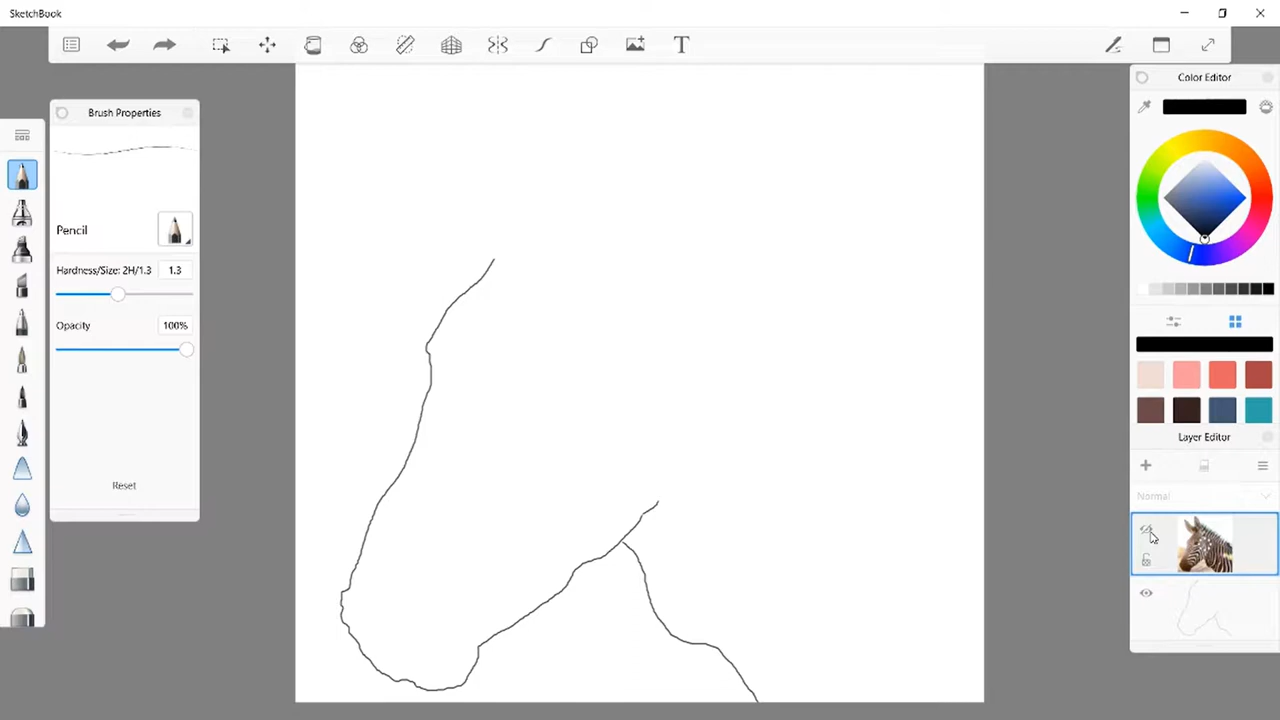 SketchBook
T
Brush Properties
Color Editor
Pencil
Hardness/Size: 2H/1.3 1.3
Opacity 100%
Layer Editor
Reset
Normal